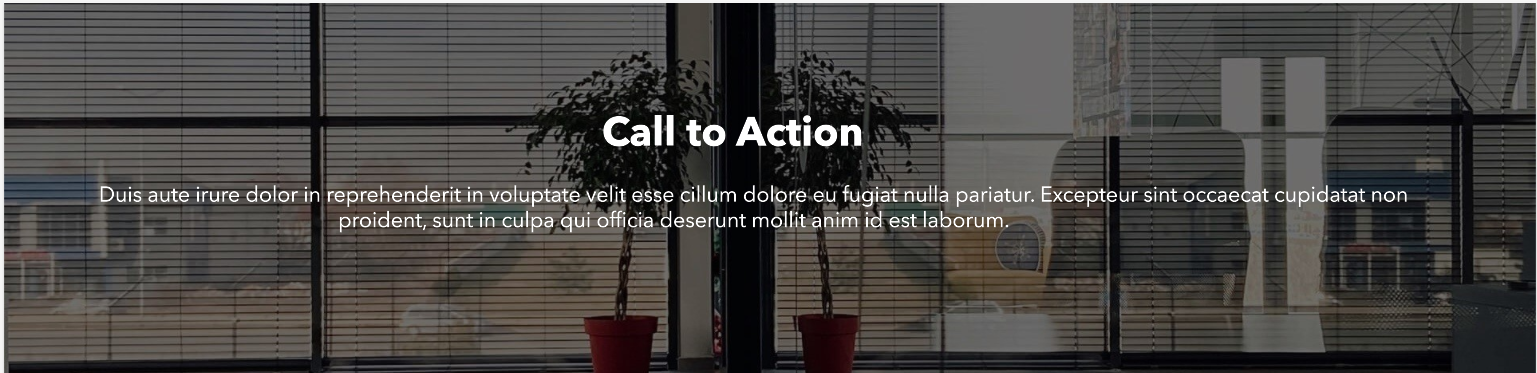 Call to Action
Duis aute irure dolor in reprehenderit in voluptate velit esse cillum dolore eu fugiat nulla pariatur. Excepteur sint occaecat cupidatat non
proident, sunt in culpa qui officia deserunt mollit anim id est laborum.